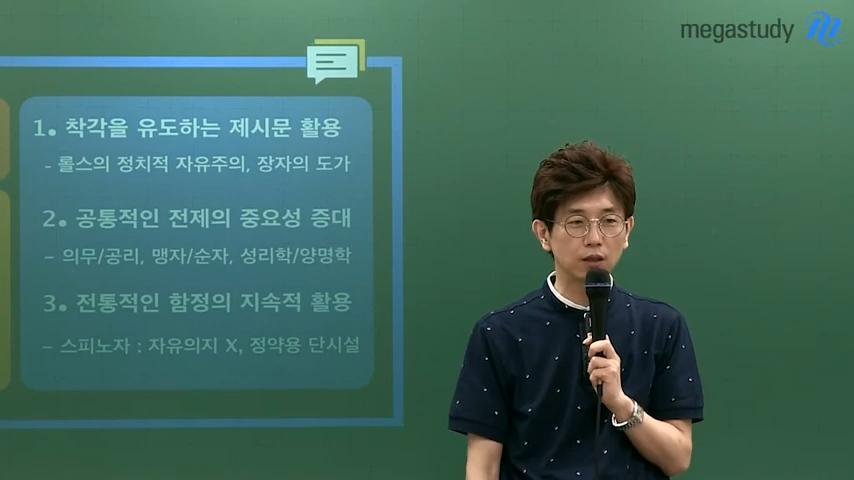 megastudy
1. 착각을 유도하는 제시문 활용
- 롤스의 정치적 자유주의, 장자의 도가
2. 공통적인 전제의 중요성 증대
- 의무/공리, 맹자/순자, 성리학/양명학
3. 전통적인 함정의 지속적 활용
- 스피노자 : 자유의지 X, 정약용 단시설